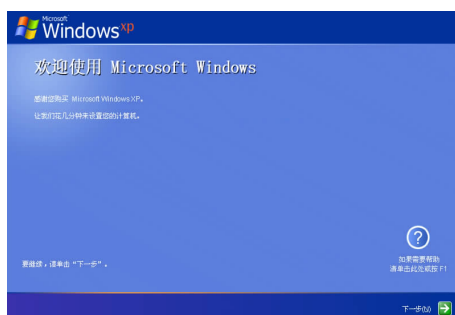 Microsoft
Windows xp
欢迎使用 Microsoft Windows
感谢您购买 Microsoft Windows XP。
让我们花几分钟来设置您的计算机。
?
如果需要帮助
请单击此处或按 F1
要继续，请单击“下一步”。
下一步(N)